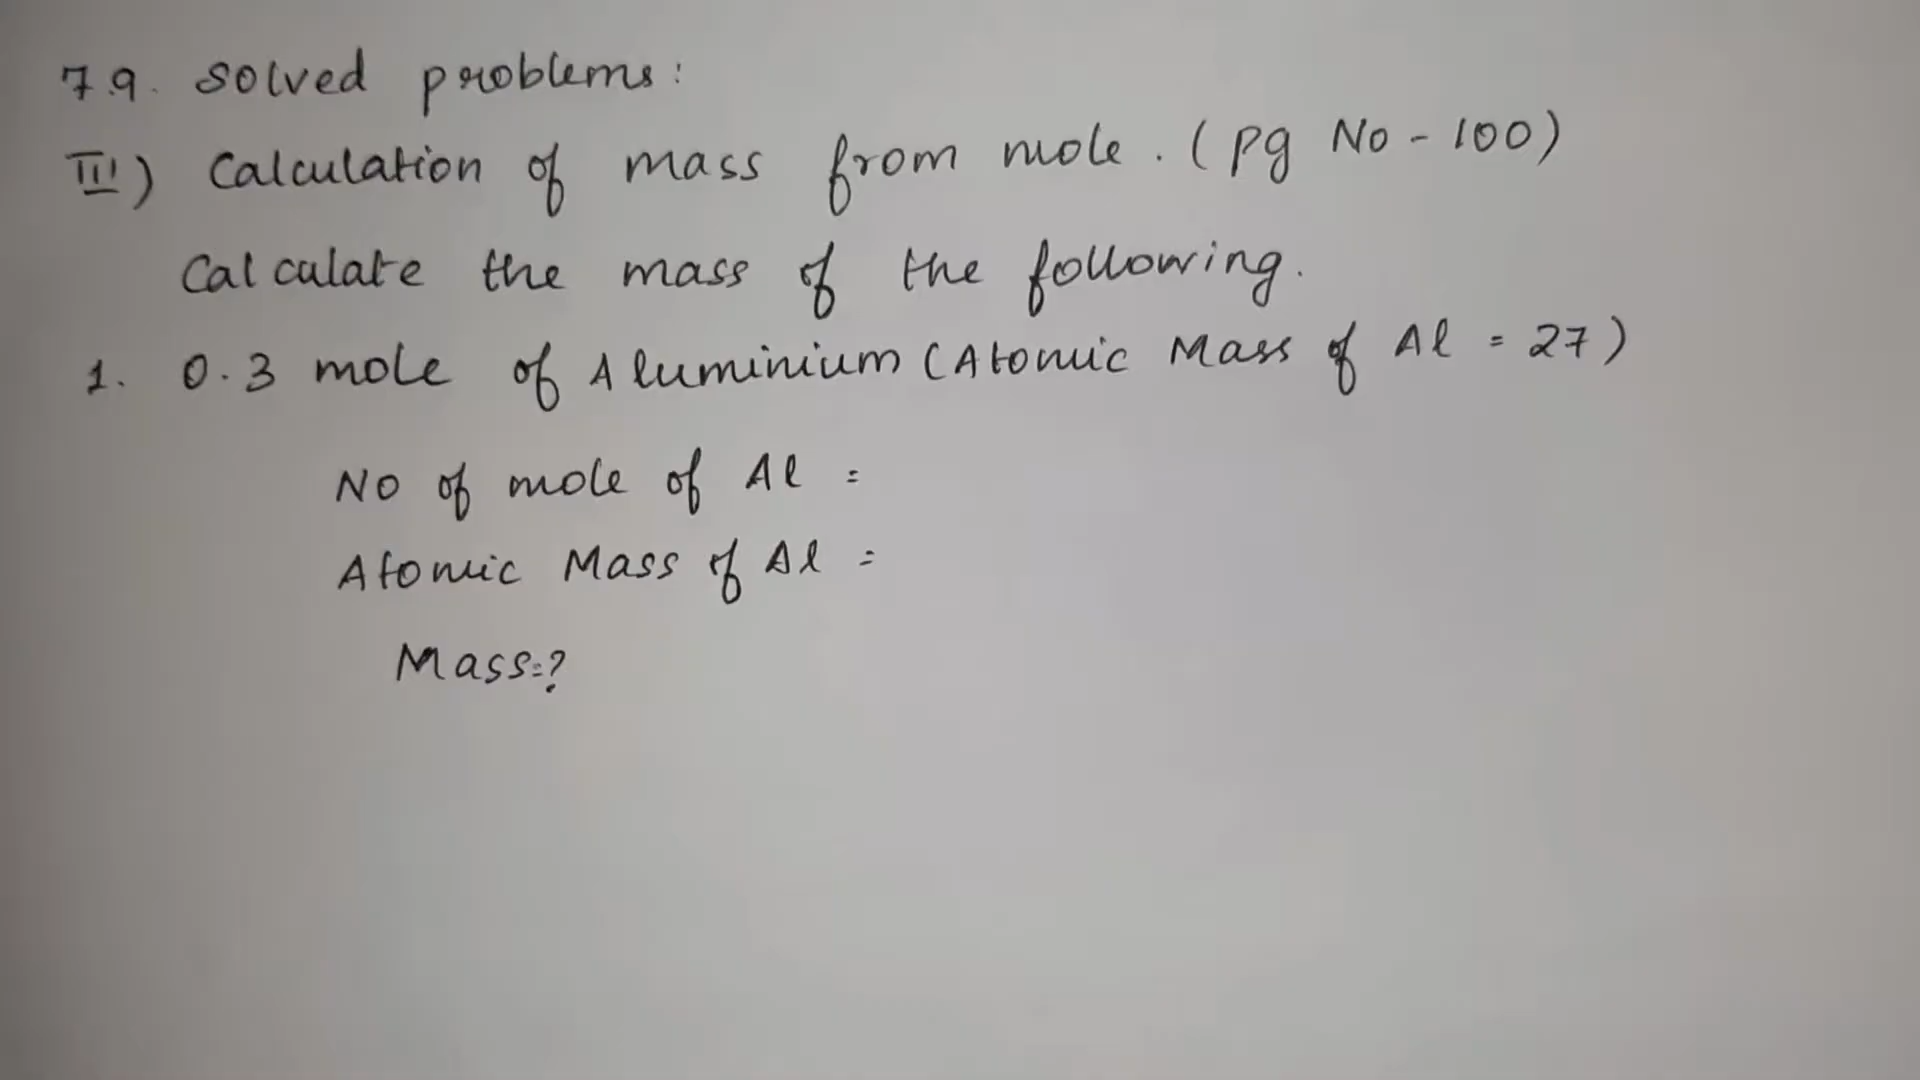 7.9. Solved problems:
III) Calculation of mass from mole. (Pg No - 100)
Calculate the mass of the following.
1. 0.3 mole of Aluminium (Atomic Mass of Al = 27)
No of mole of Al =
Atomic Mass of Al =
Mass=?